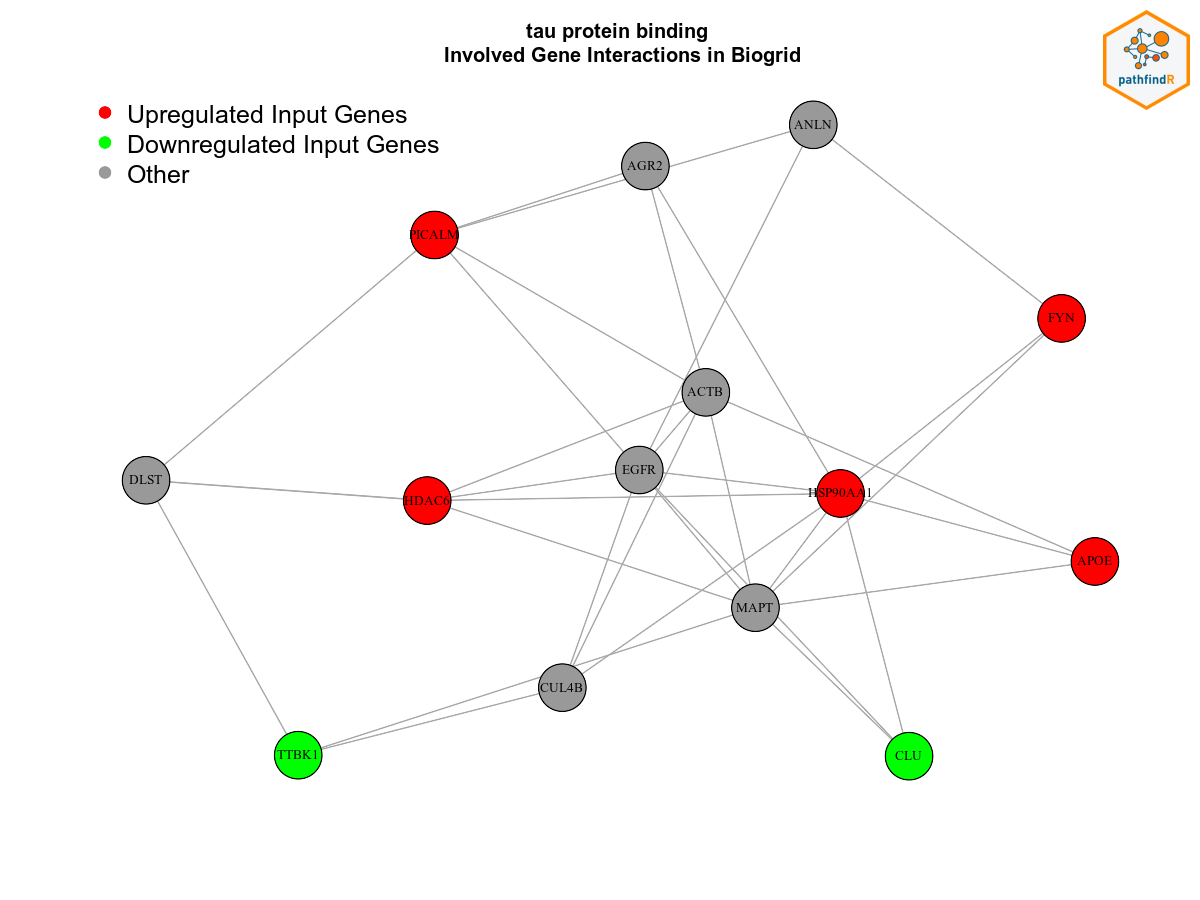 tau protein binding
Involved Gene Interactions in Biogrid
pathfindR
Upregulated Input Genes
Downregulated Input Genes
Other
ANLN
AGR2
PICALM
FYN
ACTB
EGFR
DLST
HDAC6
HSP90AA1
APOE
MAPT
CUL4B
TTBK1
CLU